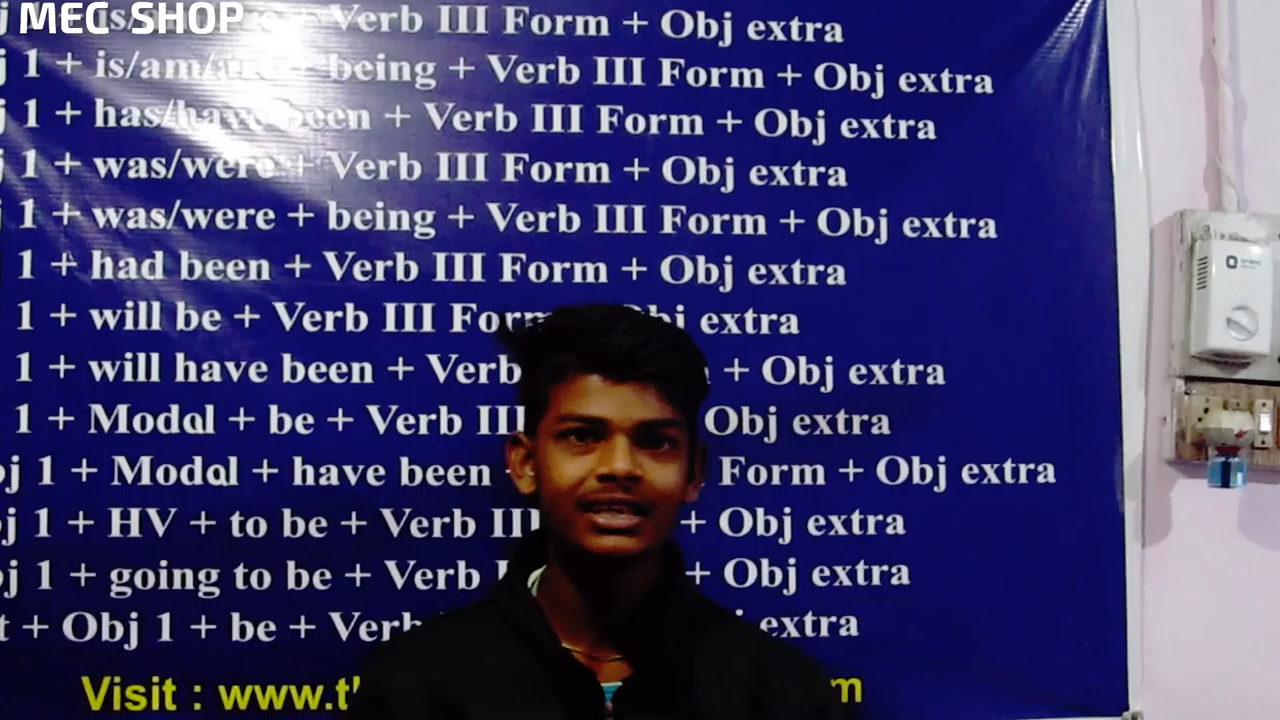 MEC SHOP
Verb III Form + Obj extra
j 1 + is/am/are + being + Verb III Form + Obj extra
j 1 + has/have been + Verb III Form + Obj extra
j 1 + was/were + Verb III Form + Obj extra
j 1 + was/were + being + Verb III Form + Obj extra
1 + had been + Verb III Form + Obj extra
1 + will be + Verb III Form Obj extra
1 + will have been + Verb + Obj extra
1 + Modal + be + Verb III Obj extra
j 1 + Modal + have been Form + Obj extra
j 1 + HV + to be + Verb III + Obj extra
j 1 + going to be + Verb + Obj extra
t + Obj 1 + be + Verb extra
Visit : www.t m
orient